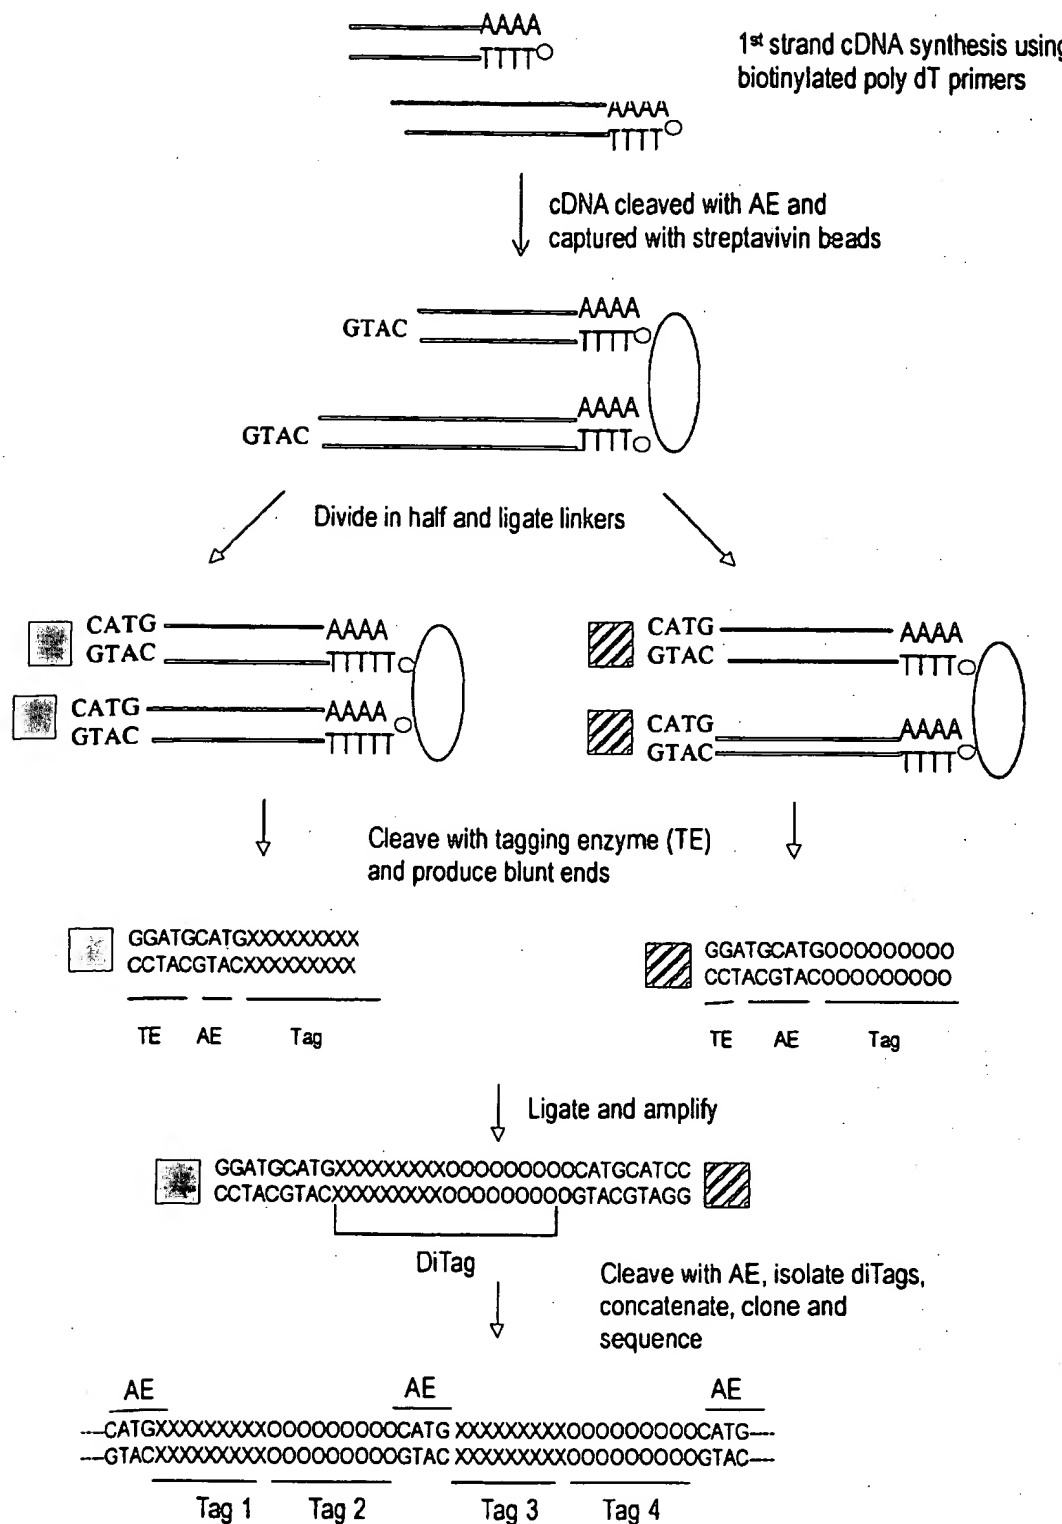 AAAA
TTTT
1st strand cDNA synthesis using
biotinylated poly dT primers
AAAA
TTTT
cDNA cleaved with AE and
captured with streptavivin beads
AAAA
GTAC
TTTT
AAAA
GTAC
TTTT
Divide in half and ligate linkers
CATG AAAA
GTAC TTTTT
CATG AAAA
GTAC TTTTT
CATG AAAA
GTAC TTTT
CATG AAAA
GTAC TTTT
Cleave with tagging enzyme (TE)
and produce blunt ends
GGATGCATGXXXXXXXXX
CCTACGTACXXXXXXXXX
TE AE Tag
GGATGCATGOOOOOOOOO
CCTACGTACOOOOOOOOO
TE AE Tag
Ligate and amplify
GGATGCATGXXXXXXXXXOOOOOOOOOCATGCATCC
CCTACGTACXXXXXXXXXOOOOOOOOOGTACGTAGG
DiTag
Cleave with AE, isolate diTags,
concatenate, clone and
sequence
AE AE AE
---CATGXXXXXXXXXOOOOOOOOOCATG XXXXXXXXXOOOOOOOOOCATG---
---GTACXXXXXXXXXOOOOOOOOOGTAC XXXXXXXXXOOOOOOOOOGTAC---
Tag 1 Tag 2 Tag 3 Tag 4